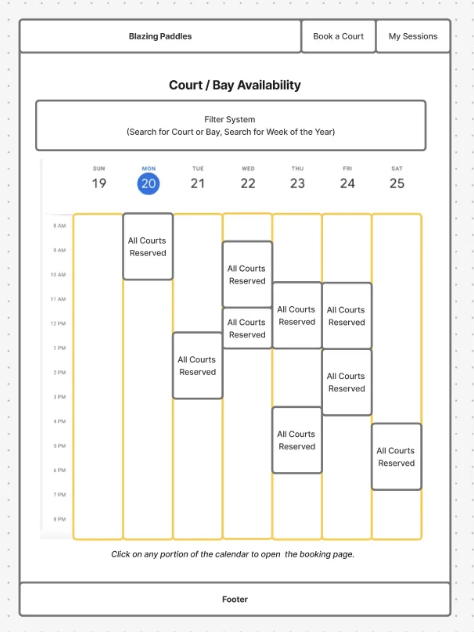 Blazing Paddles
Book a Court
My Sessions
Court / Bay Availability
Filter System
(Search for Court or Bay, Search for Week of the Year)
SUN MON TUE WED THU FRI SAT
19 20 21 22 23 24 25
8 AM
9 AM
10 AM
11 AM
12 PM
1 PM
2 PM
3 PM
4 PM
5 PM
6 PM
7 PM
8 PM
All Courts
Reserved
All Courts
Reserved
All Courts
Reserved
All Courts
Reserved
All Courts
Reserved
All Courts
Reserved
All Courts
Reserved
All Courts
Reserved
All Courts
Reserved
Click on any portion of the calendar to open the booking page.
Footer